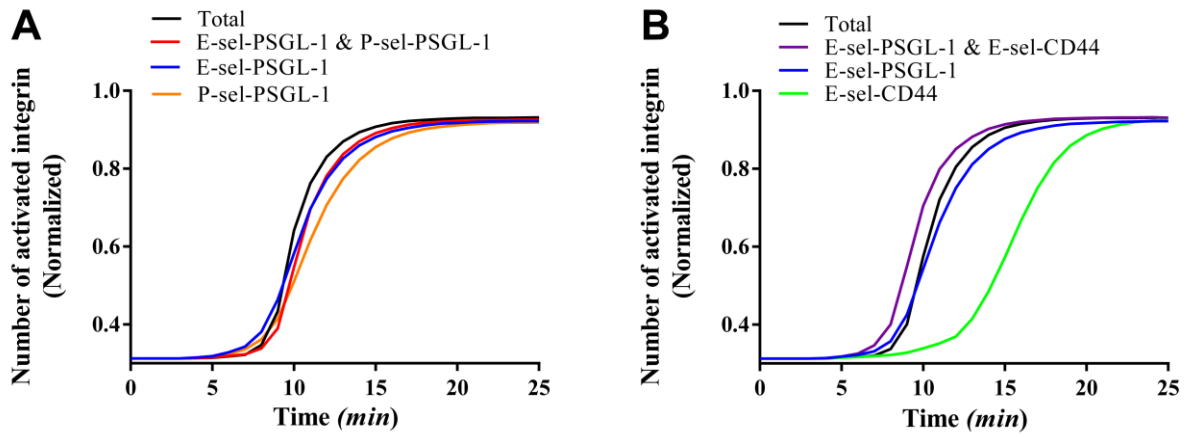 A
Total
E-sel-PSGL-1 & P-sel-PSGL-1
E-sel-PSGL-1
P-sel-PSGL-1
Number of activated integrin
(Normalized)
1.0
0.8
0.6
0.4
0
5
10
15
20
25
Time (min)
B
Total
E-sel-PSGL-1 & E-sel-CD44
E-sel-PSGL-1
E-sel-CD44
Number of activated integrin
(Normalized)
1.0
0.8
0.6
0.4
0
5
10
15
20
25
Time (min)